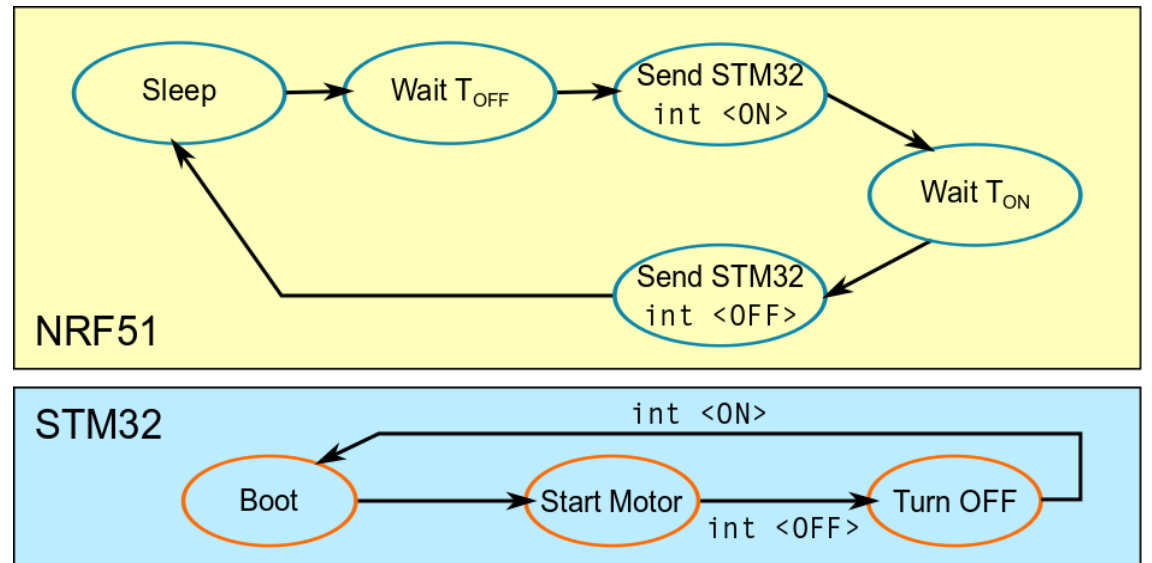 Sleep
Wait TOFF
Send STM32
int <ON>
Wait TON
Send STM32
int <OFF>
NRF51
STM32
int <ON>
Boot
Start Motor
int <OFF>
Turn OFF